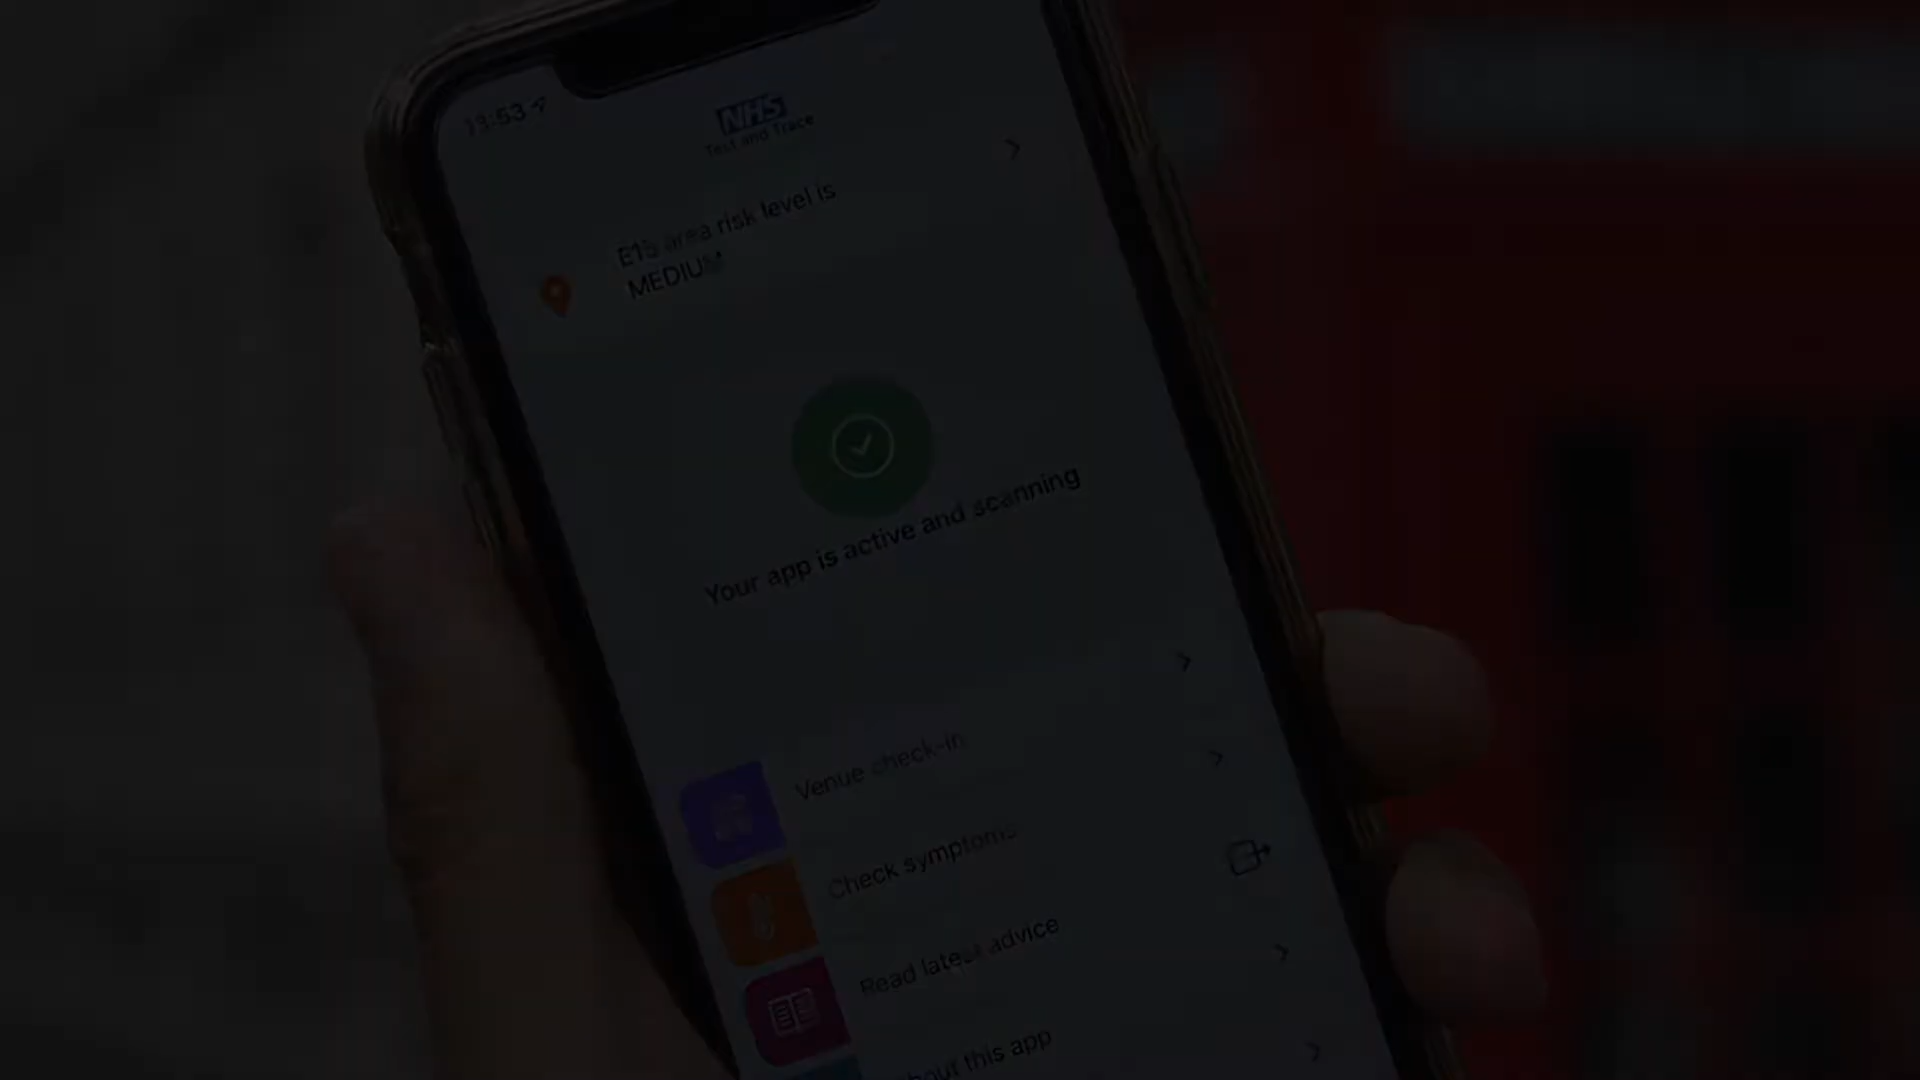 13:53
NHS
Test and Trace
E15 area risk level is
MEDIUM
Your app is active and scanning
Venue check-in
Check symptoms
Read latest advice
about this app